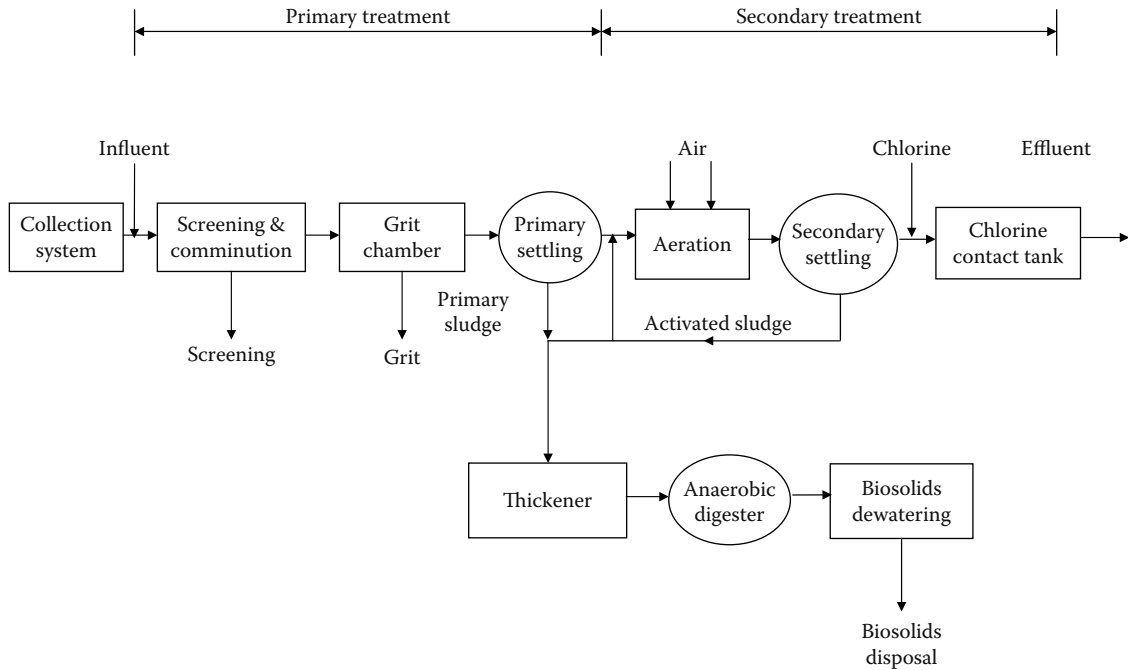 Primary treatment
Secondary treatment
Influent
Air
Chlorine
Effluent
Collection
system
Screening &
comminution
Grit
chamber
Primary
settling
Aeration
Secondary
settling
Chlorine
contact tank
Primary
sludge
Activated sludge
Screening
Grit
Thickener
Anaerobic
digester
Biosolids
dewatering
Biosolids
disposal